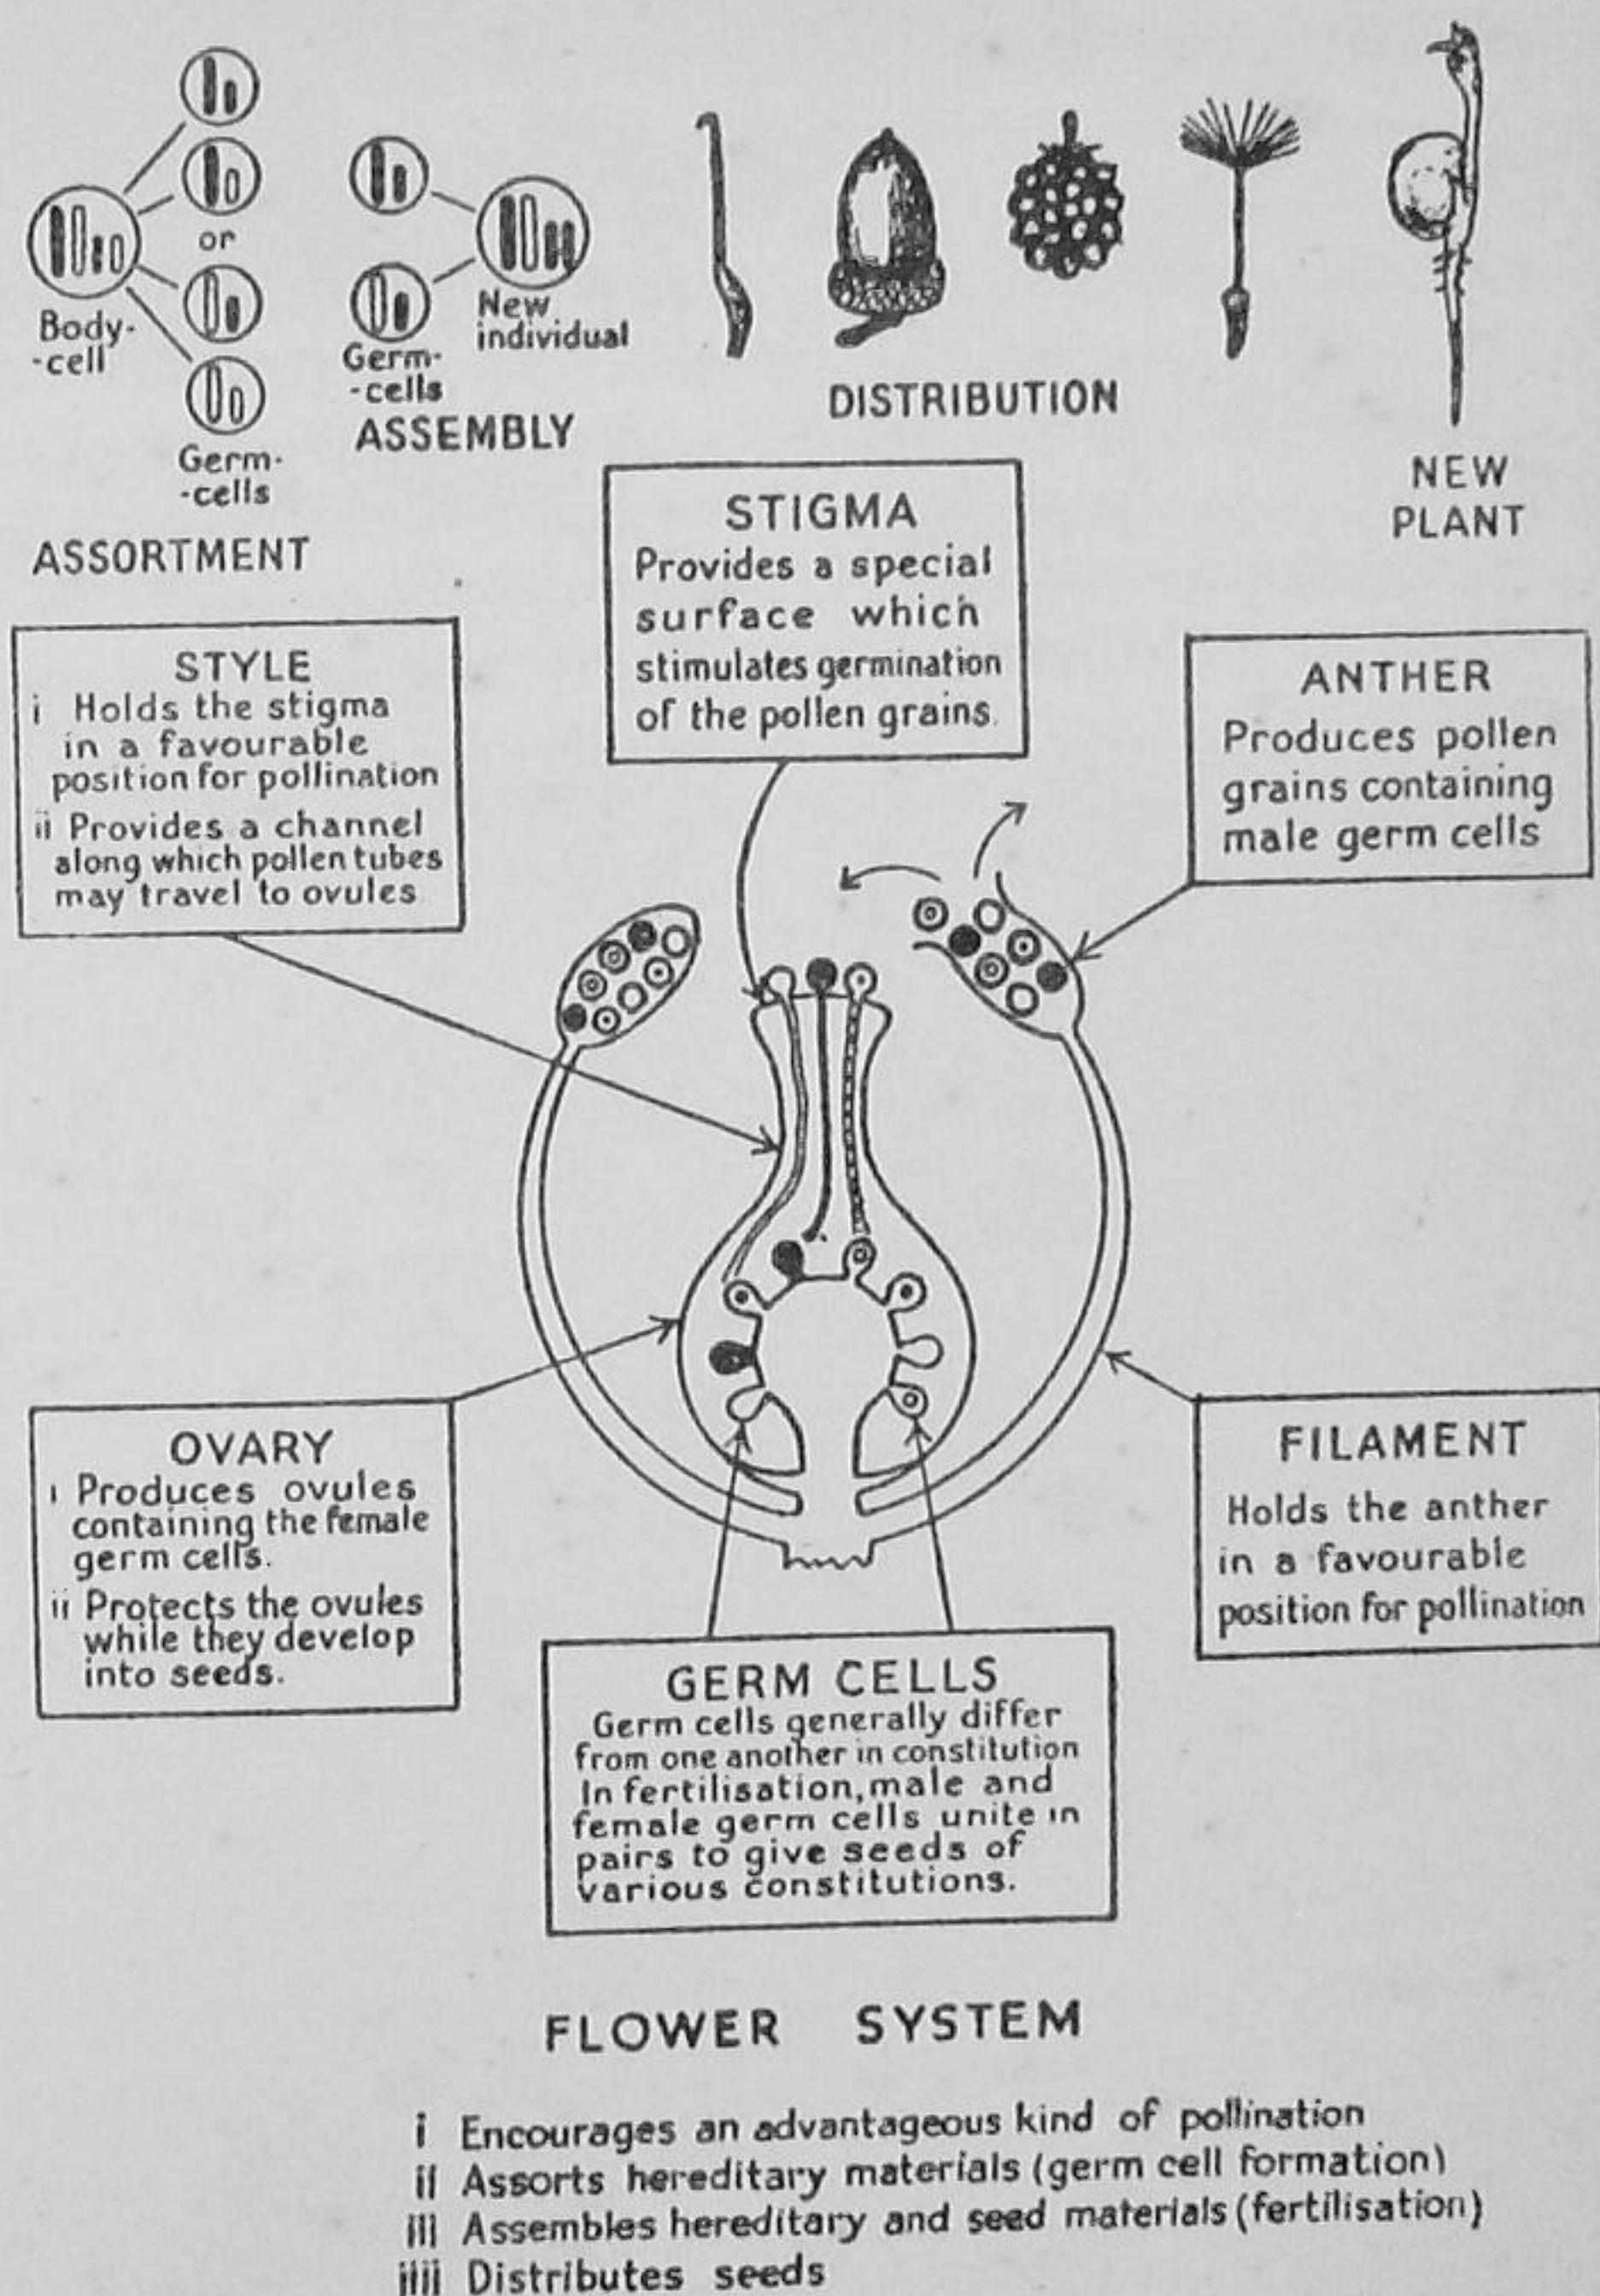 or
Body-
-cell
Germ-
-cells
ASSORTMENT
Germ-
-cells
New
individual
ASSEMBLY
DISTRIBUTION
NEW
PLANT
STIGMA
Provides a special
surface which
stimulates germination
of the pollen grains.
STYLE
i Holds the stigma
in a favourable
position for pollination
ii Provides a channel
along which pollen tubes
may travel to ovules
ANTHER
Produces pollen
grains containing
male germ cells
OVARY
i Produces ovules
containing the female
germ cells.
ii Protects the ovules
while they develop
into seeds.
FILAMENT
Holds the anther
in a favourable
position for pollination
GERM CELLS
Germ cells generally differ
from one another in constitution
In fertilisation, male and
female germ cells unite in
pairs to give seeds of
various constitutions.
FLOWER SYSTEM
i Encourages an advantageous kind of pollination
ii Assorts hereditary materials (germ cell formation)
iii Assembles hereditary and seed materials (fertilisation)
iiii Distributes seeds